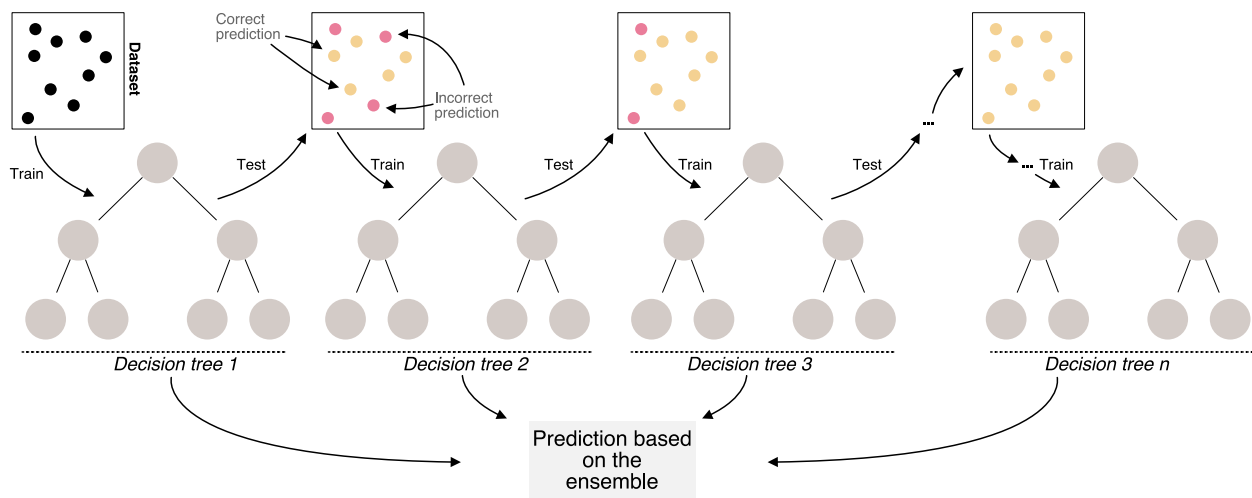 Correct
prediction
Dataset
Incorrect
prediction
Train
Test
Train
Test
Train
Test
...
... Train
Decision tree 1
Decision tree 2
Decision tree 3
Decision tree n
Prediction based
on the
ensemble